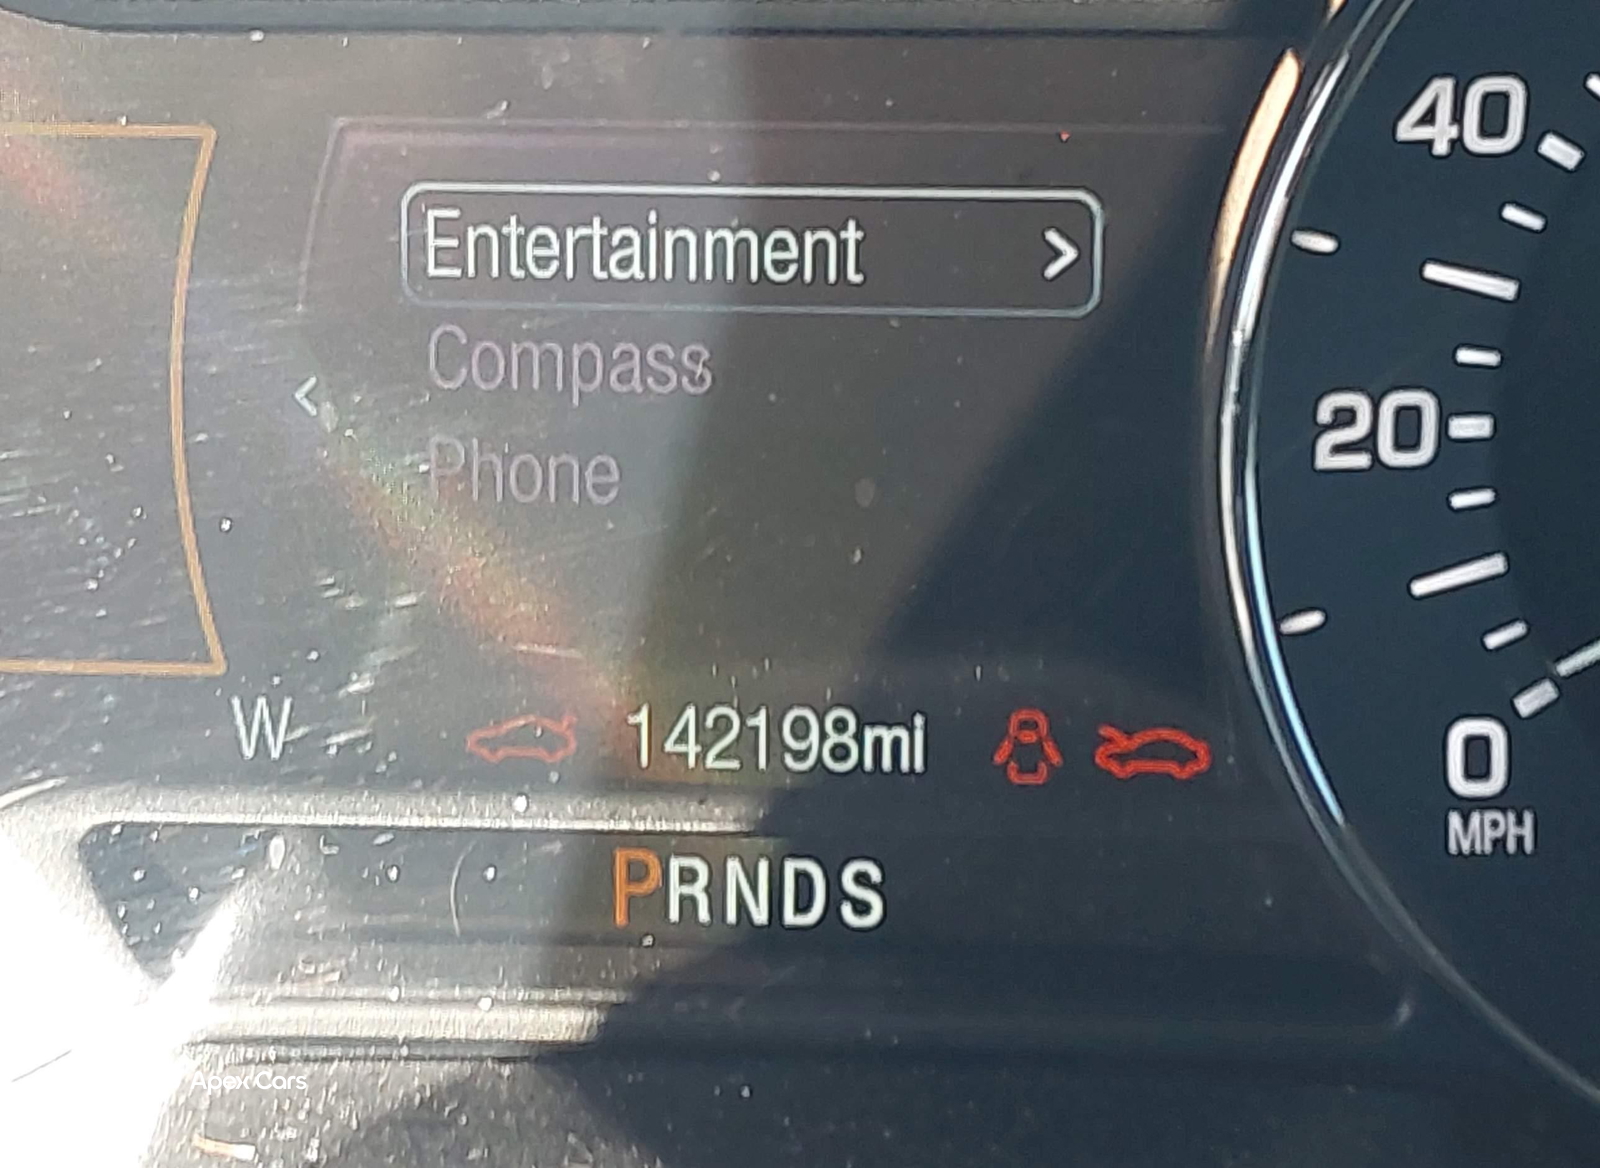 40
Entertainment >
Compass
<
Phone
20
W 142198mi
0
MPH
PRNDS
Apex Cars